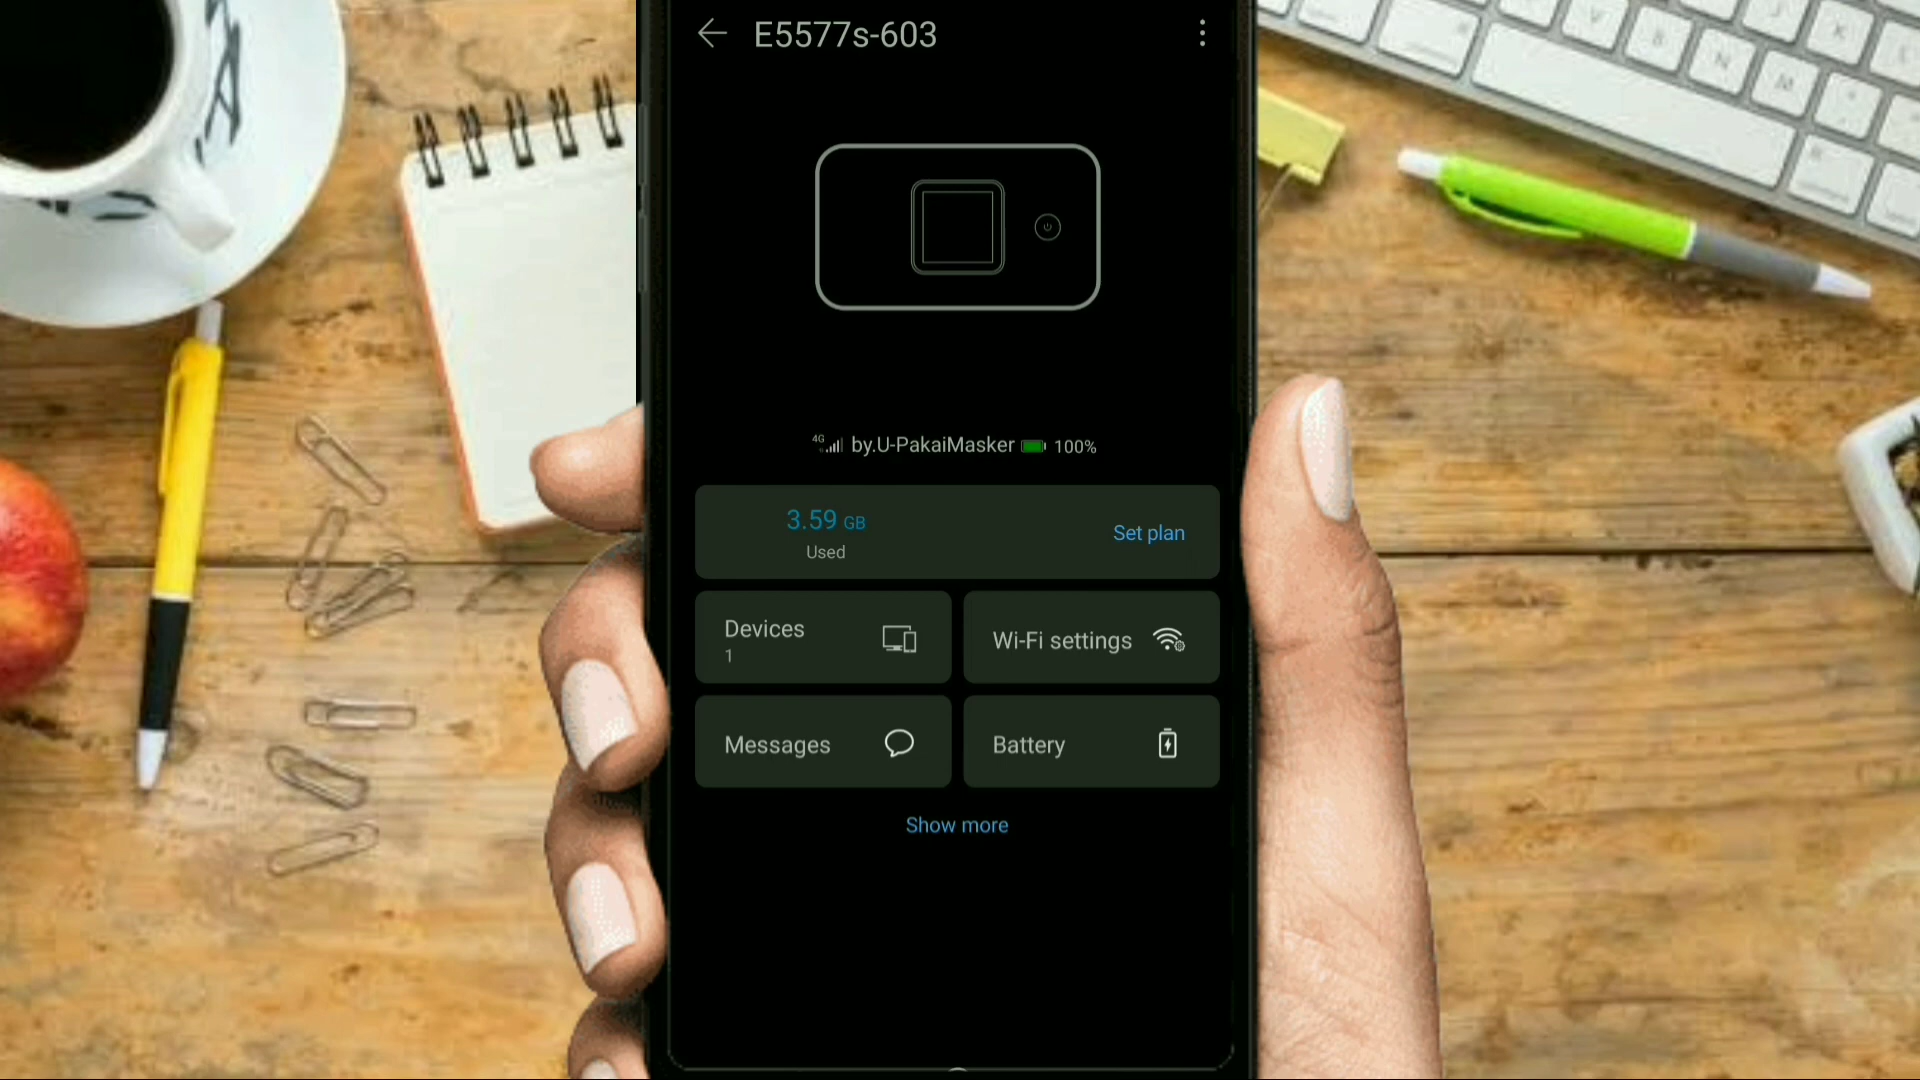 E5577s-603
4G by.U-PakaiMasker 100%
3.59 GB
Used
Set plan
Devices
1
Wi-Fi settings
Messages
Battery
Show more
V
B
N
M